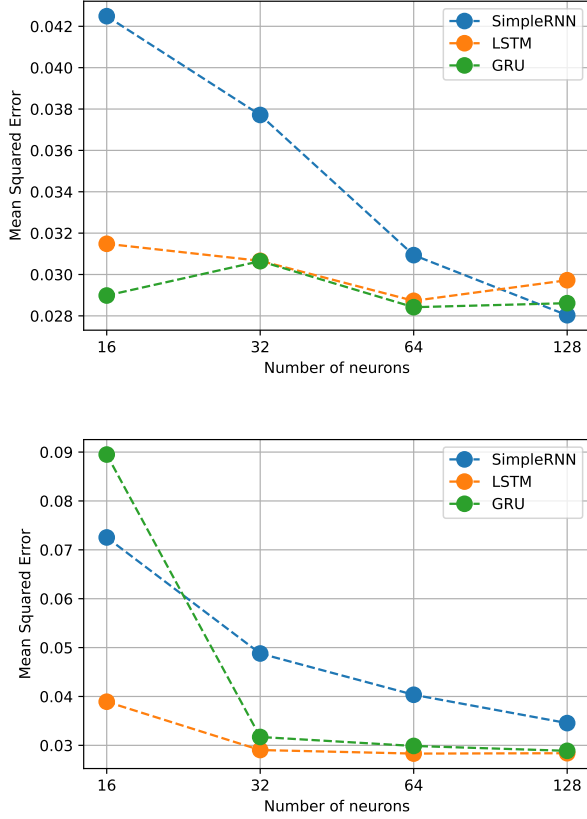 0.042
0.040
0.038
0.036
0.034
0.032
0.030
0.028
Mean Squared Error
SimpleRNN
LSTM
GRU
16 32 64 128
Number of neurons
0.09
0.08
0.07
0.06
0.05
0.04
0.03
Mean Squared Error
SimpleRNN
LSTM
GRU
16 32 64 128
Number of neurons